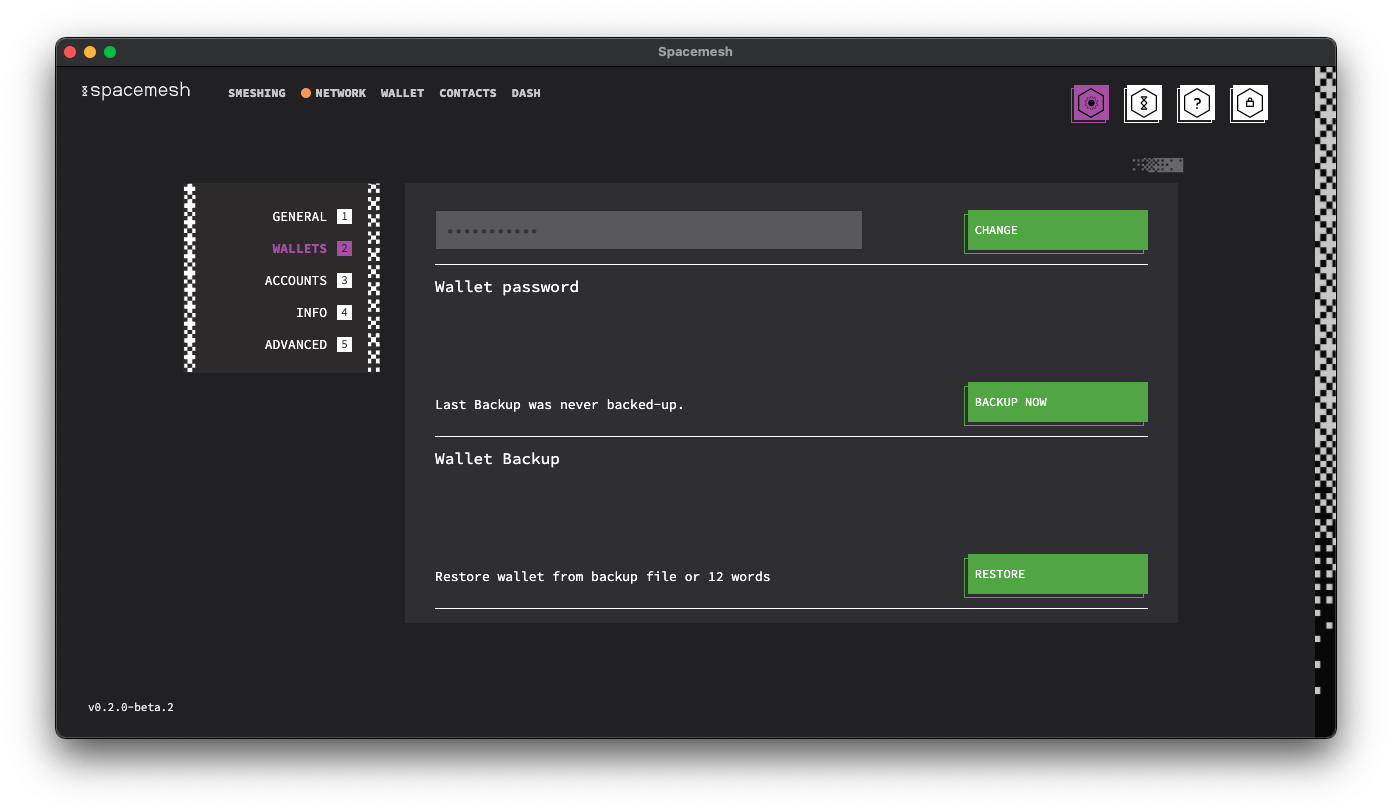 Spacemesh
spacemesh
SMESHING NETWORK WALLET CONTACTS DASH
?
GENERAL 1
WALLETS 2
ACCOUNTS 3
INFO 4
ADVANCED 5
CHANGE
Wallet password
Last Backup was never backed-up.
BACKUP NOW
Wallet Backup
Restore wallet from backup file or 12 words
RESTORE
v0.2.0-beta.2